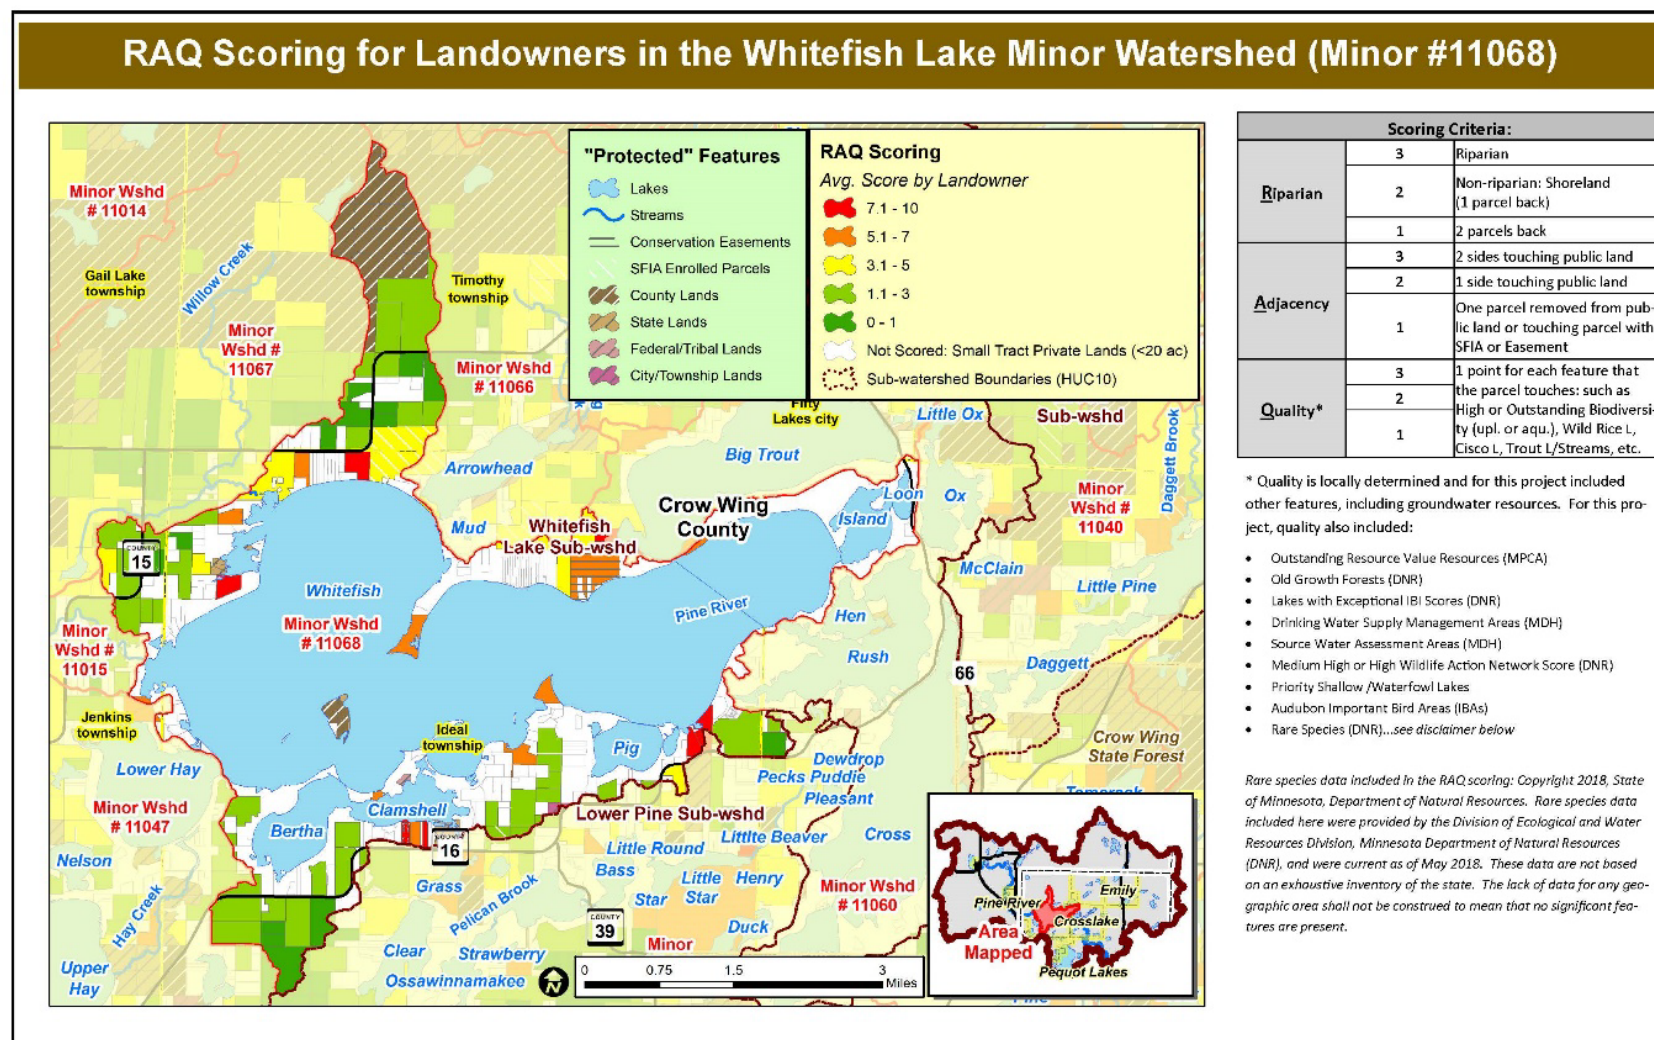 RAQ Scoring for Landowners in the Whitefish Lake Minor Watershed (Minor #11068)
"Protected" Features
Lakes
Streams
Conservation Easements
SFIA Enrolled Parcels
County Lands
State Lands
Federal/Tribal Lands
City/Township Lands
RAQ Scoring
Avg. Score by Landowner
7.1 - 10
5.1 - 7
3.1 - 5
1.1 - 3
0 - 1
Not Scored: Small Tract Private Lands (<20 ac)
Sub-watershed Boundaries (HUC10)
Minor Wshd
# 11014
Gail Lake
township
Willow Creek
Timothy
township
Minor
Wshd #
11067
Minor Wshd
# 11066
Fifty
Lakes city
Little Ox
Sub-wshd
Daggett Brook
Arrowhead
Big Trout
Loon
Ox
Island
Minor
Wshd #
11040
Crow Wing
County
Mud
Whitefish
Lake Sub-wshd
COUNTY
15
McClain
Little Pine
Whitefish
Pine River
Minor Wshd
# 11068
Hen
Minor
Wshd #
11015
Rush
Daggett
66
Jenkins
township
Ideal
township
Pig
Crow Wing
State Forest
Lower Hay
Dewdrop
Pecks Puddie
Pleasant
Minor Wshd
# 11047
Clamshell
Lower Pine Sub-wshd
Bertha
COUNTY
16
Little Beaver
Cross
Little Round
Nelson
Bass
Grass
Little
Star
Henry
Star
Minor Wshd
# 11060
Pelican Brook
Hay Creek
COUNTY
39
Duck
Clear
Strawberry
Minor
Upper
Hay
Ossawinnamakee
N
0 0.75 1.5 3
Miles
Emily
Pine River
Crosslake
Area
Mapped
Pequot Lakes
Scoring Criteria:
Riparian
3 Riparian
2 Non-riparian: Shoreland
(1 parcel back)
1 2 parcels back
Adjacency
3 2 sides touching public land
2 1 side touching public land
1 One parcel removed from pub-
lic land or touching parcel with
SFIA or Easement
Quality*
3
2
1
1 point for each feature that
the parcel touches: such as
High or Outstanding Biodiversi-
ty (upl. or aqu.), Wild Rice L,
Cisco L, Trout L/Streams, etc.
* Quality is locally determined and for this project included
other features, including groundwater resources. For this pro-
ject, quality also included:
• Outstanding Resource Value Resources (MPCA)
• Old Growth Forests (DNR)
• Lakes with Exceptional IBI Scores (DNR)
• Drinking Water Supply Management Areas (MDH)
• Source Water Assessment Areas (MDH)
• Medium High or High Wildlife Action Network Score (DNR)
• Priority Shallow /Waterfowl Lakes
• Audubon Important Bird Areas (IBAs)
• Rare Species (DNR)...see disclaimer below
Rare species data included in the RAQ scoring: Copyright 2018, State
of Minnesota, Department of Natural Resources. Rare species data
included here were provided by the Division of Ecological and Water
Resources Division, Minnesota Department of Natural Resources
(DNR), and were current as of May 2018. These data are not based
on an exhaustive inventory of the state. The lack of data for any geo-
graphic area shall not be construed to mean that no significant fea-
tures are present.